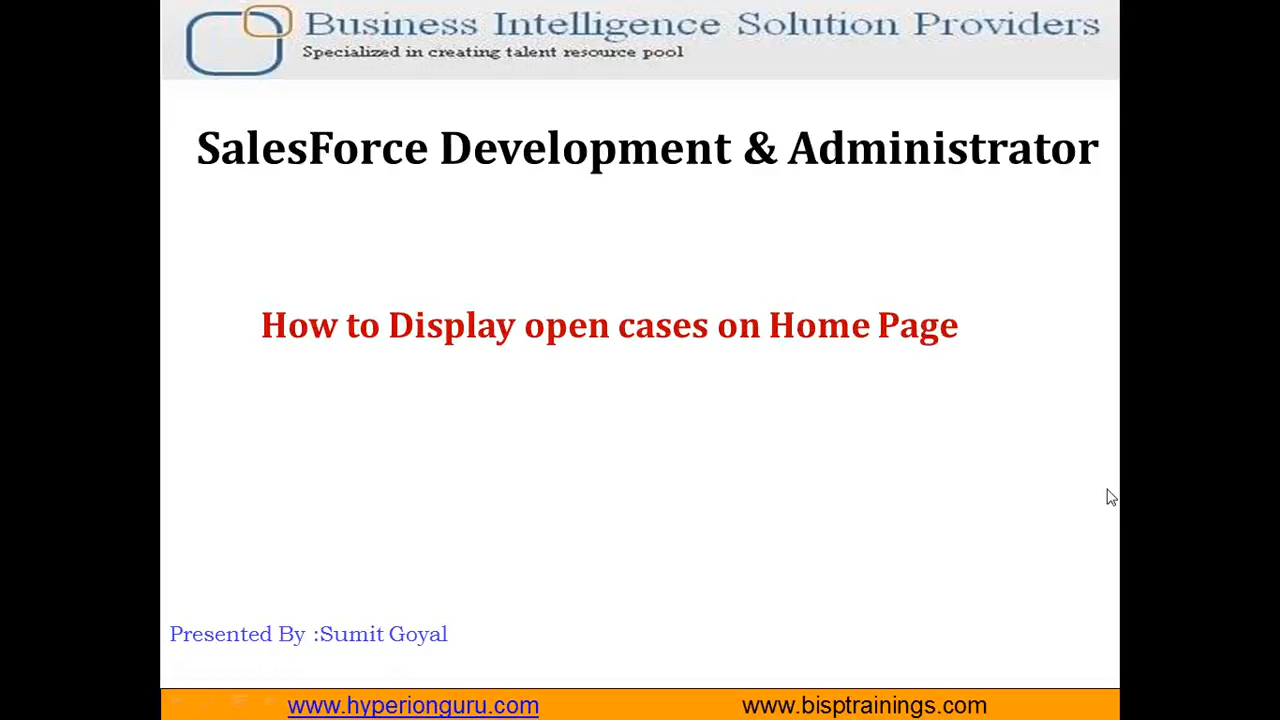 Business Intelligence Solution Providers
Specialized in creating talent resource pool
SalesForce Development & Administrator
How to Display open cases on Home Page
Presented By :Sumit Goyal
www.hyperionguru.com
www.bisptrainings.com